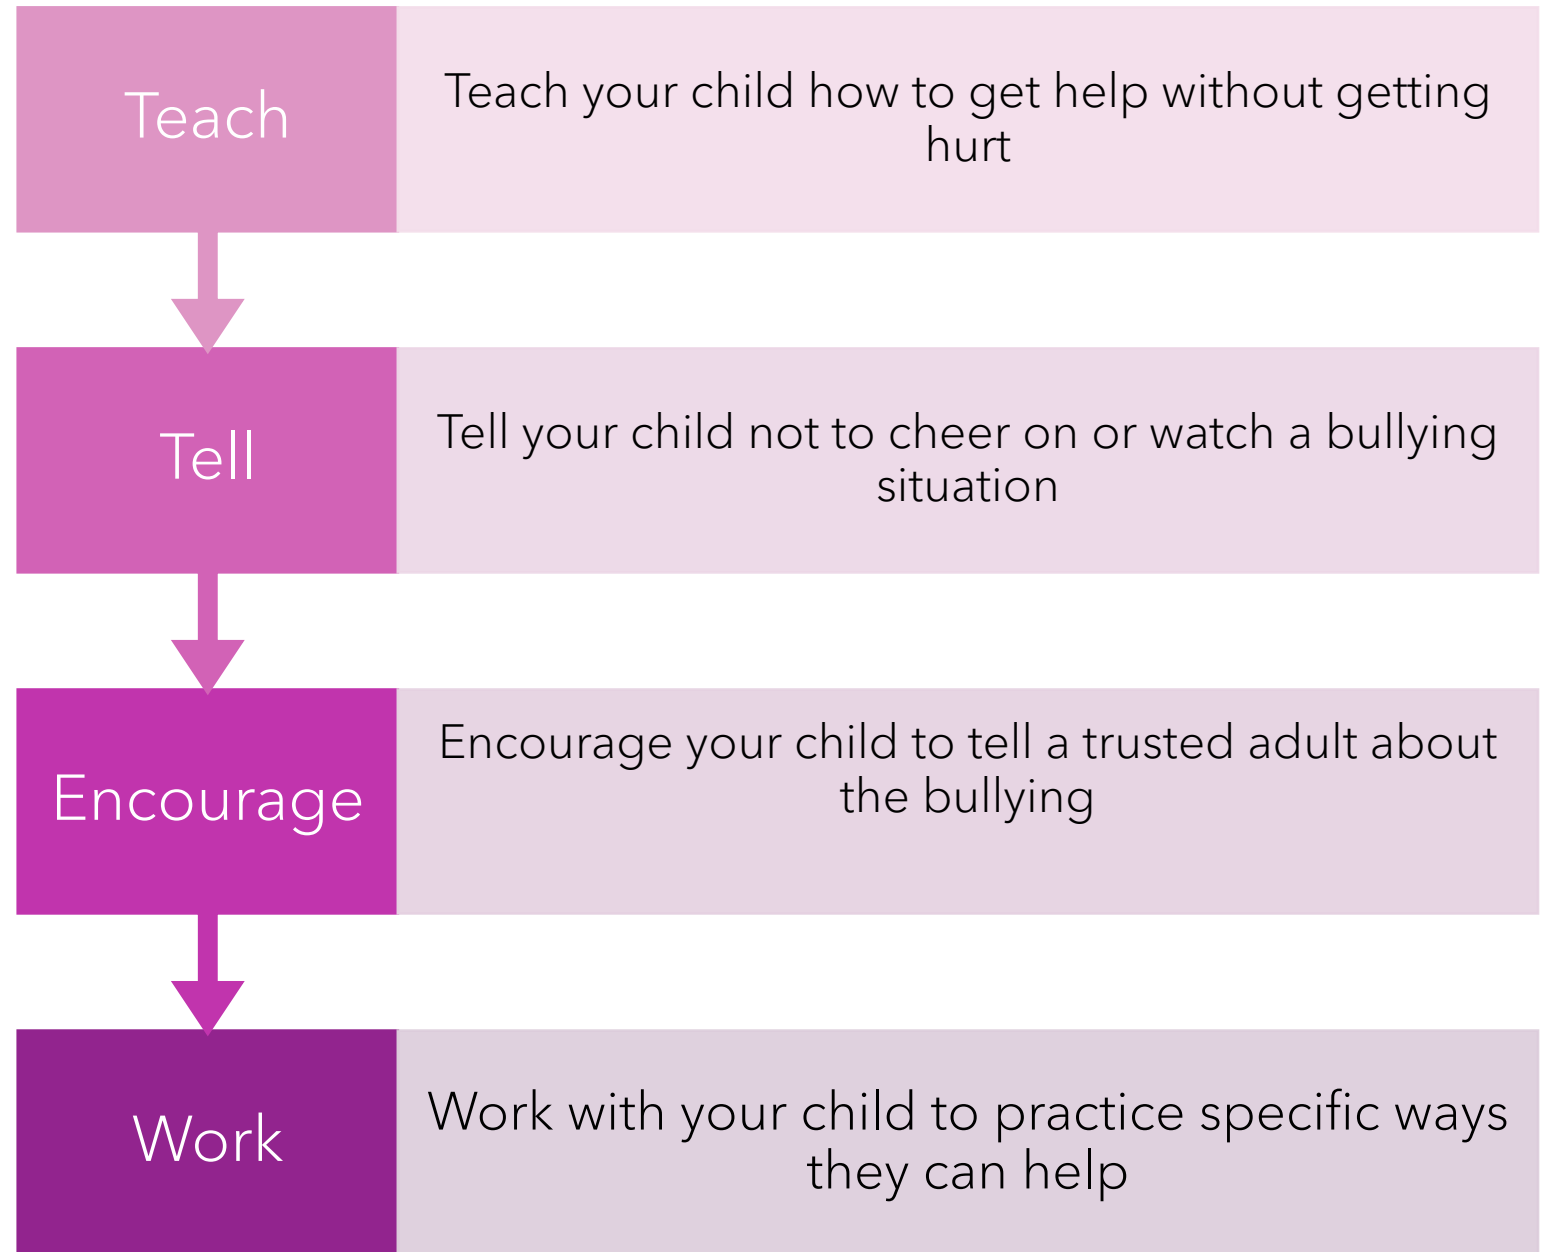 Teach
Teach your child how to get help without getting
hurt
Tell
Tell your child not to cheer on or watch a bullying
situation
Encourage
Encourage your child to tell a trusted adult about
the bullying
Work
Work with your child to practice specific ways
they can help